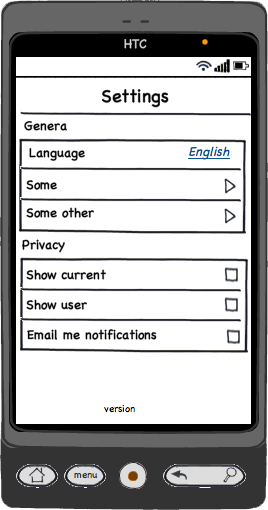 HTC
Settings
Genera
Language English
Some
Some other
Privacy
Show current
Show user
Email me notifications
version
menu